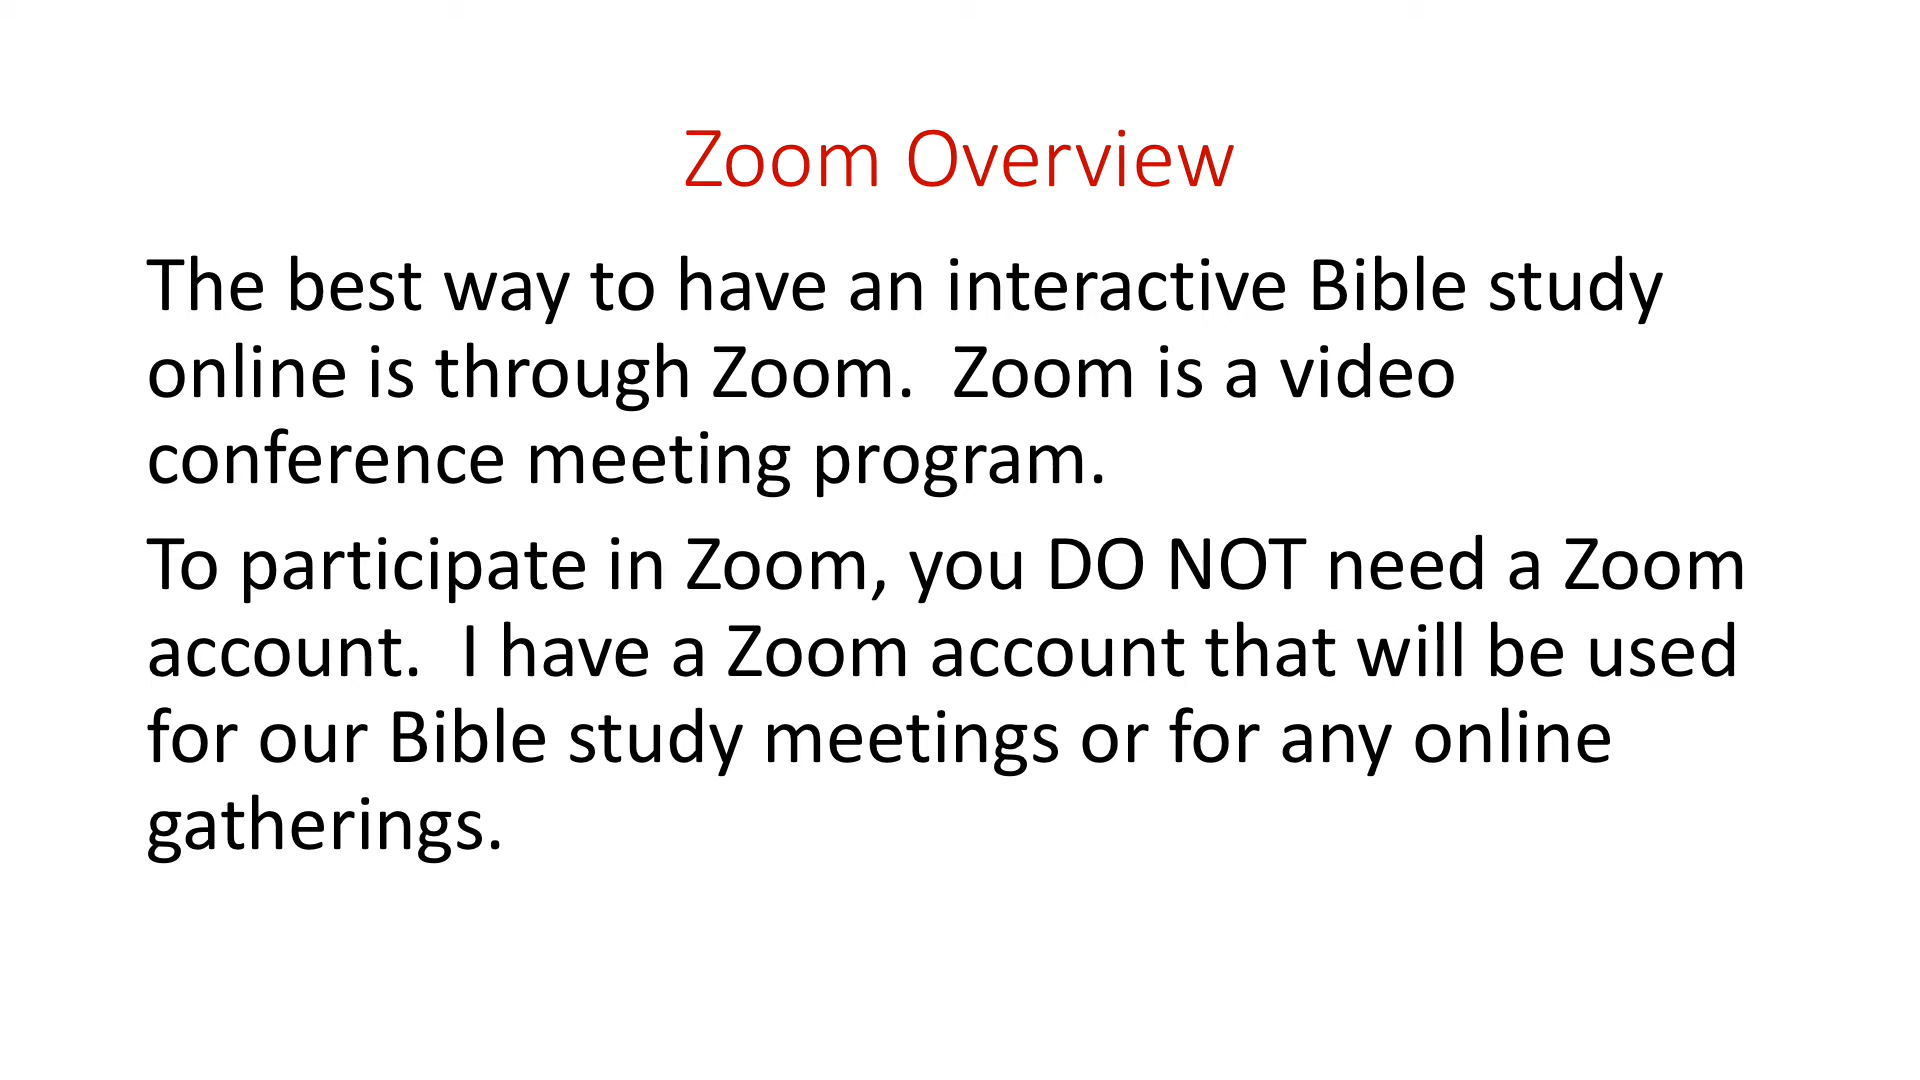 Zoom Overview
The best way to have an interactive Bible study
online is through Zoom.  Zoom is a video
conference meeting program.
To participate in Zoom, you DO NOT need a Zoom
account.  I have a Zoom account that will be used
for our Bible study meetings or for any online
gatherings.